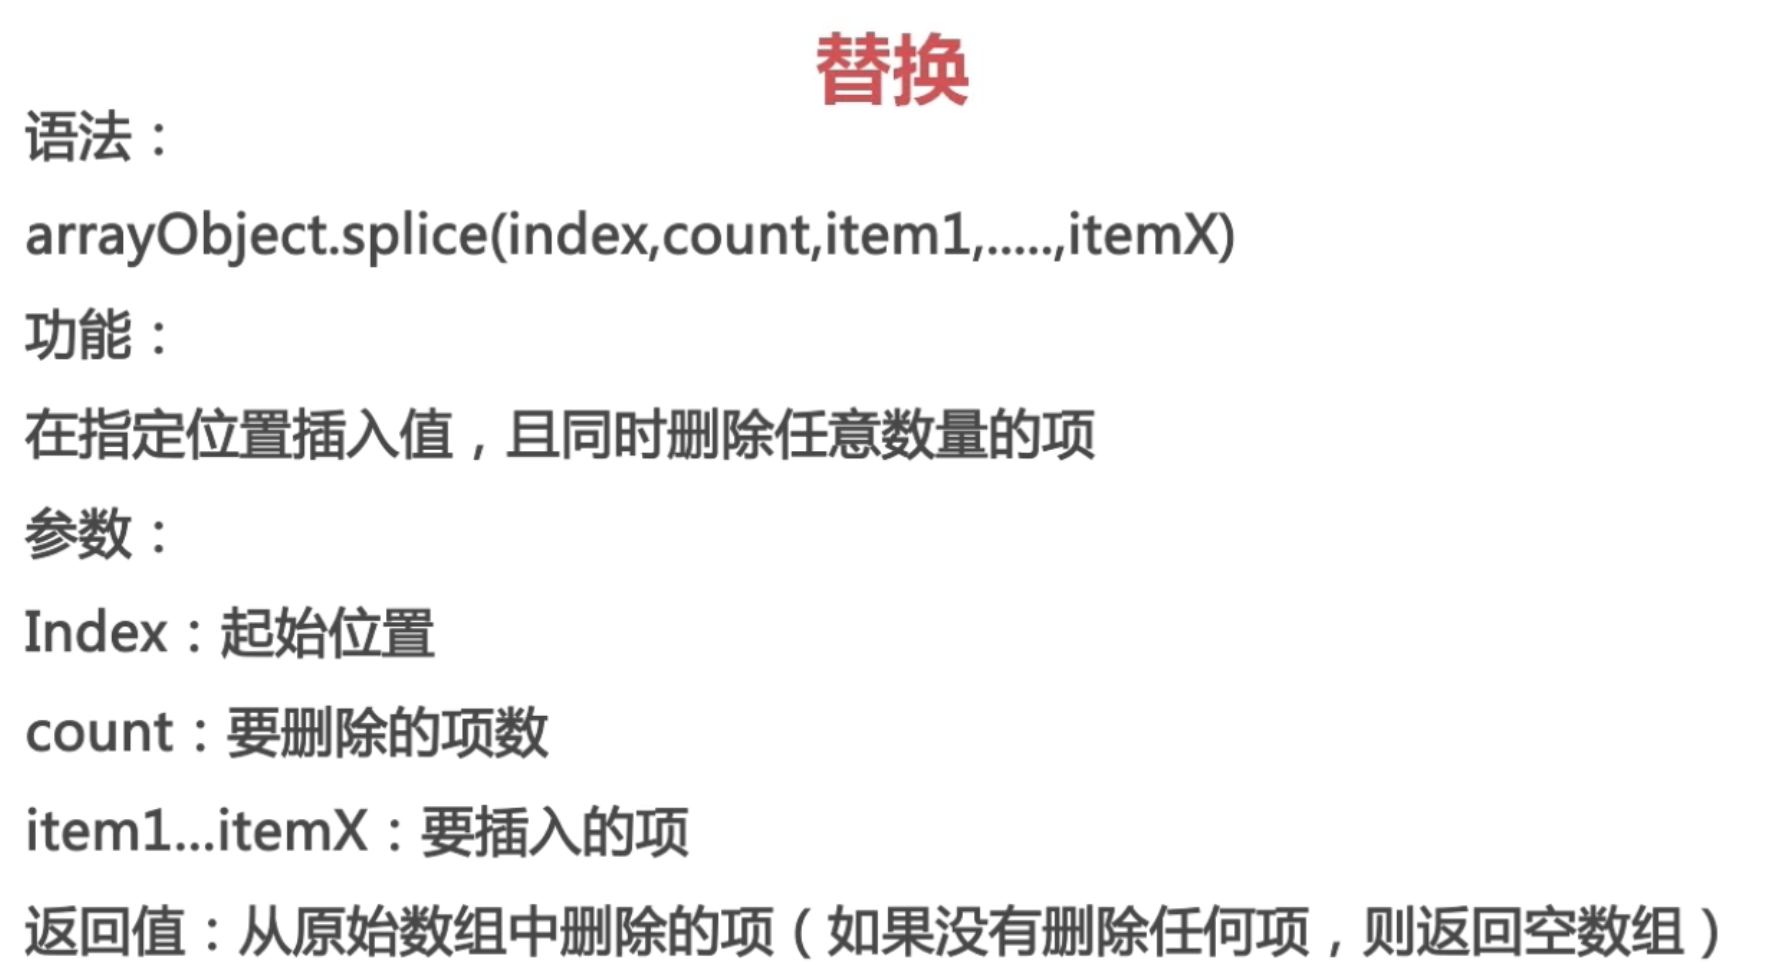 替换
语法：
arrayObject.splice(index,count,item1,.....,itemX)
功能：
在指定位置插入值，且同时删除任意数量的项
参数：
Index：起始位置
count：要删除的项数
item1...itemX：要插入的项
返回值：从原始数组中删除的项（如果没有删除任何项，则返回空数组）